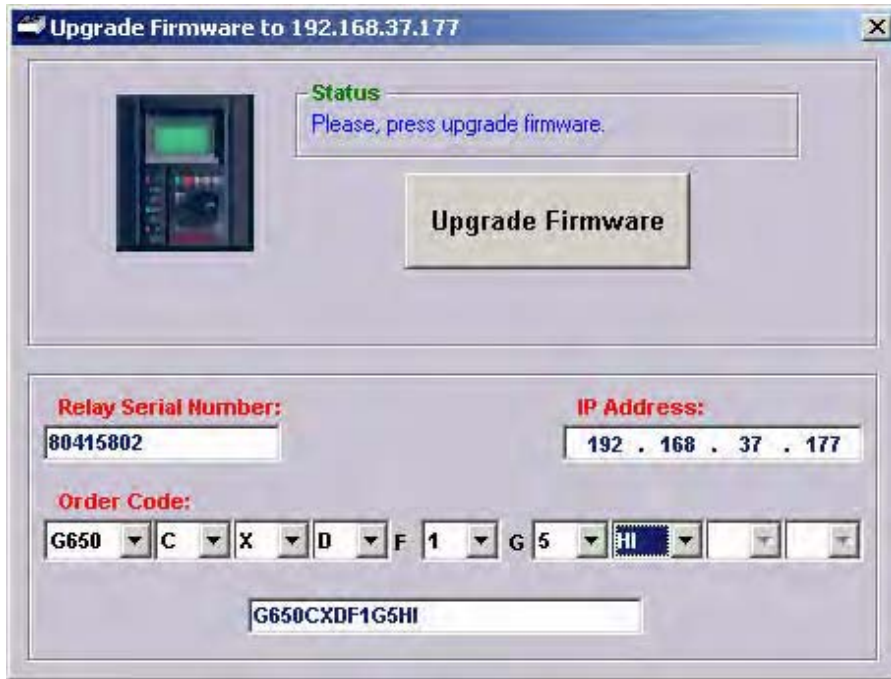 Upgrade Firmware to 192.168.37.177
Status
Please, press upgrade firmware.
Upgrade Firmware
Relay Serial Number:
IP Address:
80415802
192 . 168 . 37 . 177
Order Code:
G650 C X D F 1 G 5 HI
G650CXDF1G5HI